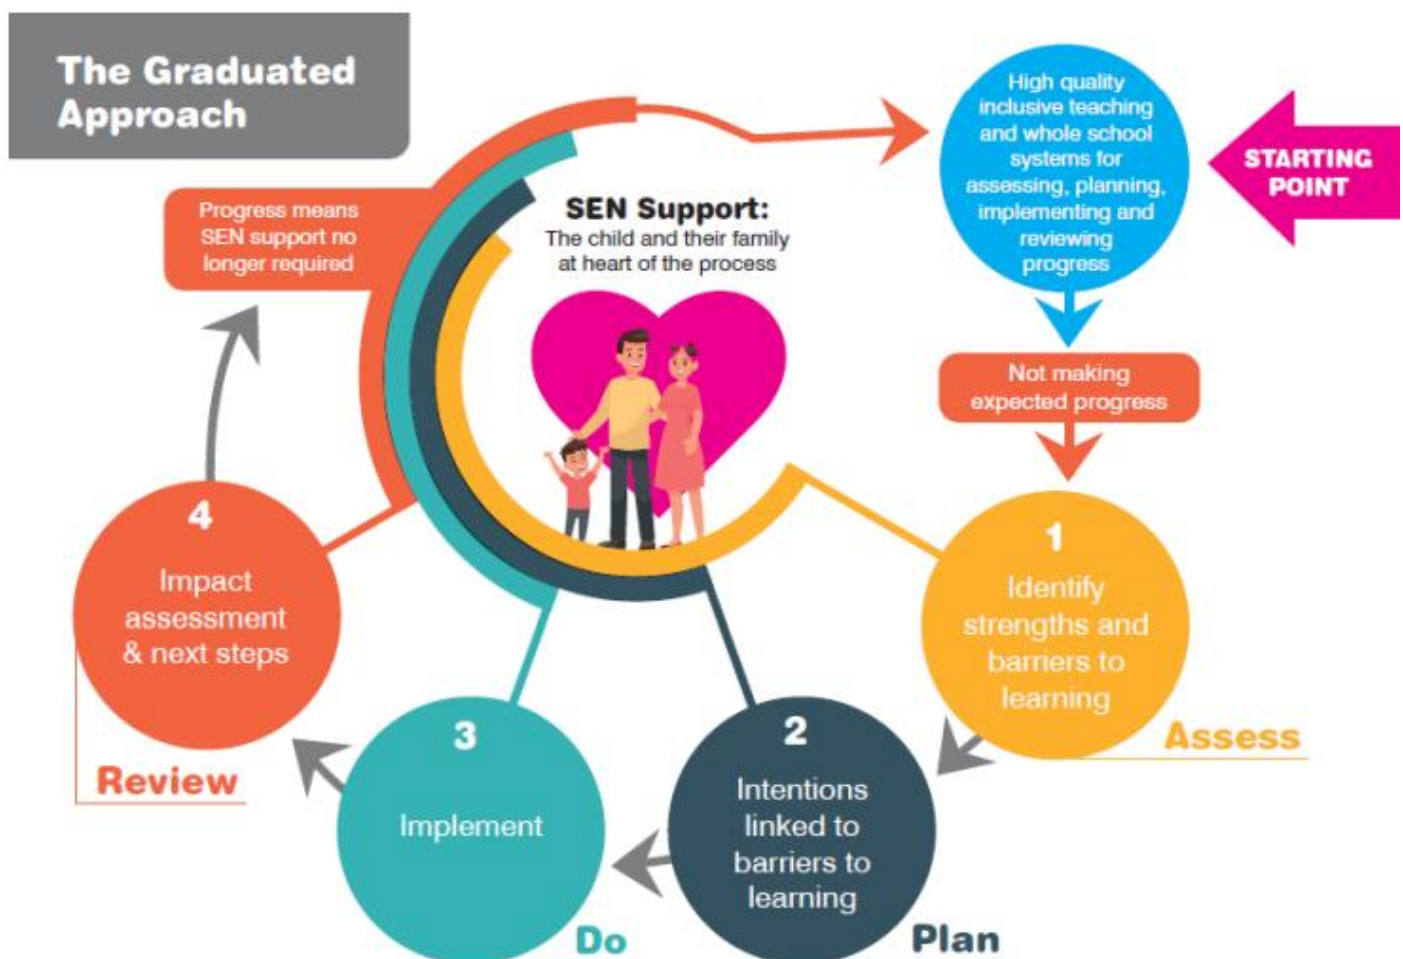 The Graduated
Approach
High quality
inclusive teaching
and whole school
systems for
assessing, planning,
implementing and
reviewing
progress
STARTING
POINT
Progress means
SEN support no
longer required
SEN Support:
The child and their family
at heart of the process
Not making
expected progress
1
Identify
strengths and
barriers to
learning
Assess
2
Intentions
linked to
barriers to
learning
Plan
3
Implement
Do
4
Impact
assessment
& next steps
Review